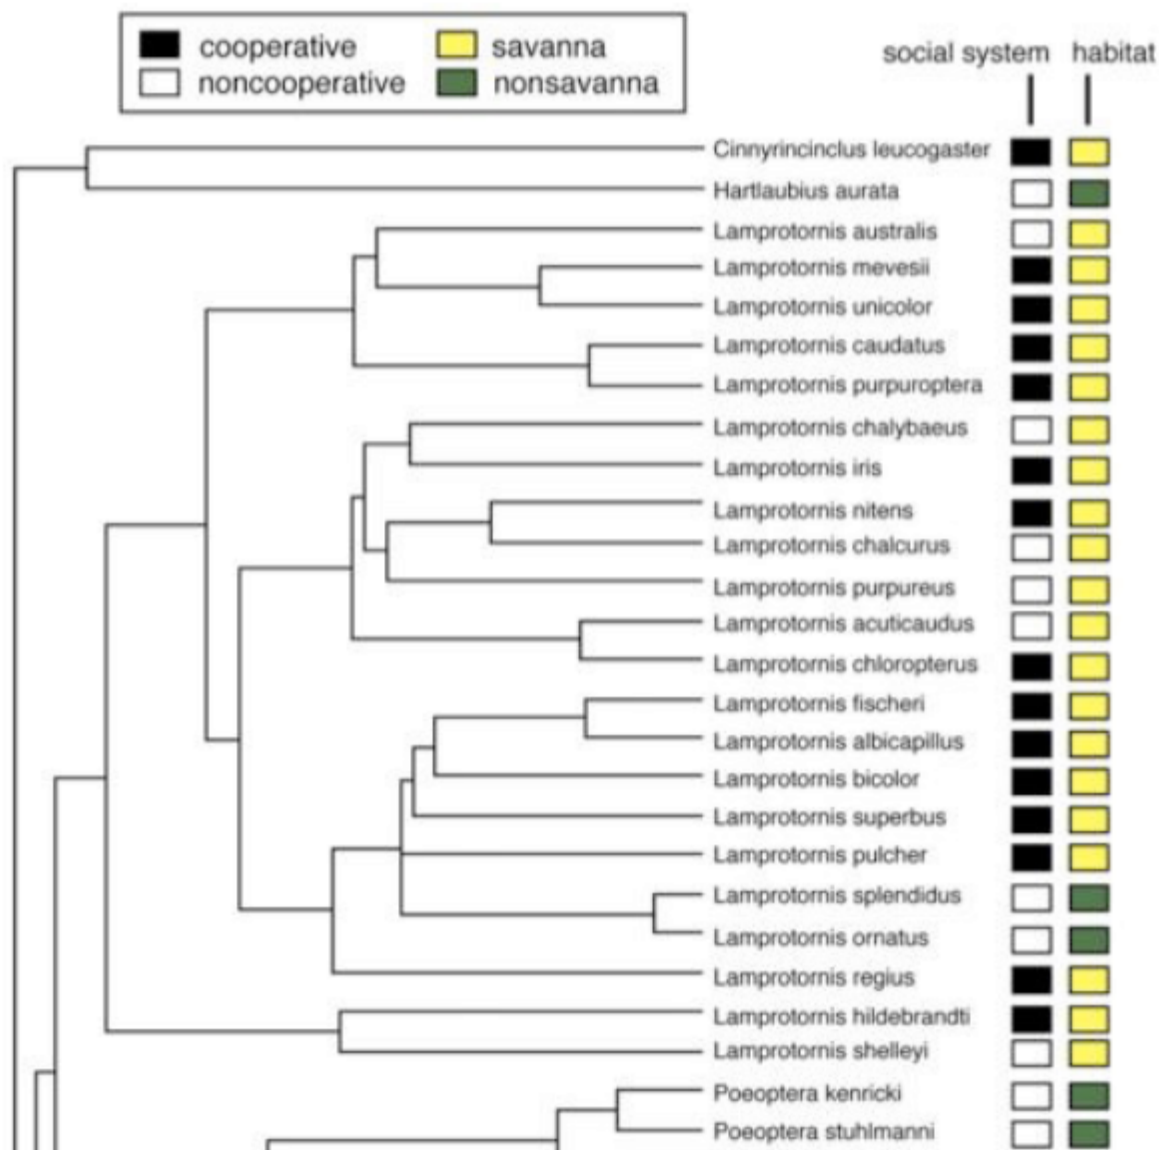 cooperative savanna
noncooperative nonsavanna
social system habitat
Cinnyrincinclus leucogaster
Hartlaubius aurata
Lamprotornis australis
Lamprotornis mevesii
Lamprotornis unicolor
Lamprotornis caudatus
Lamprotornis purpuroptera
Lamprotornis chalybaeus
Lamprotornis iris
Lamprotornis nitens
Lamprotornis chalcurus
Lamprotornis purpureus
Lamprotornis acuticaudus
Lamprotornis chloropterus
Lamprotornis fischeri
Lamprotornis albicapillus
Lamprotornis bicolor
Lamprotornis superbus
Lamprotornis pulcher
Lamprotornis splendidus
Lamprotornis ornatus
Lamprotornis regius
Lamprotornis hildebrandti
Lamprotornis shelleyi
Poeoptera kenricki
Poeoptera stuhlmanni